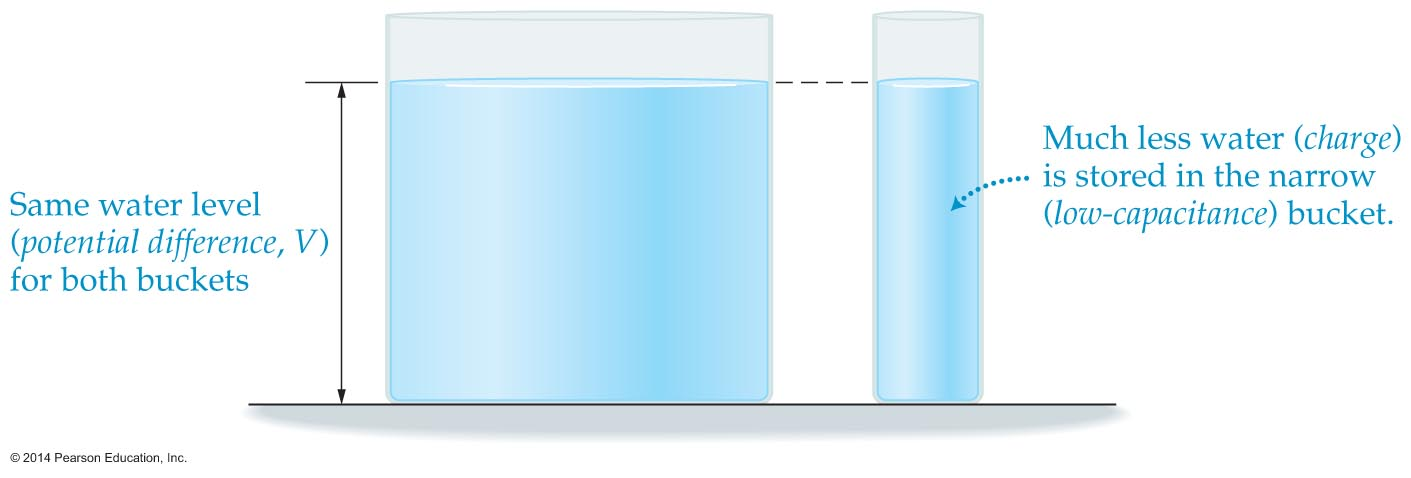 Same water level
(potential difference, V)
for both buckets
Much less water (charge)
is stored in the narrow
(low-capacitance) bucket.
© 2014 Pearson Education, Inc.